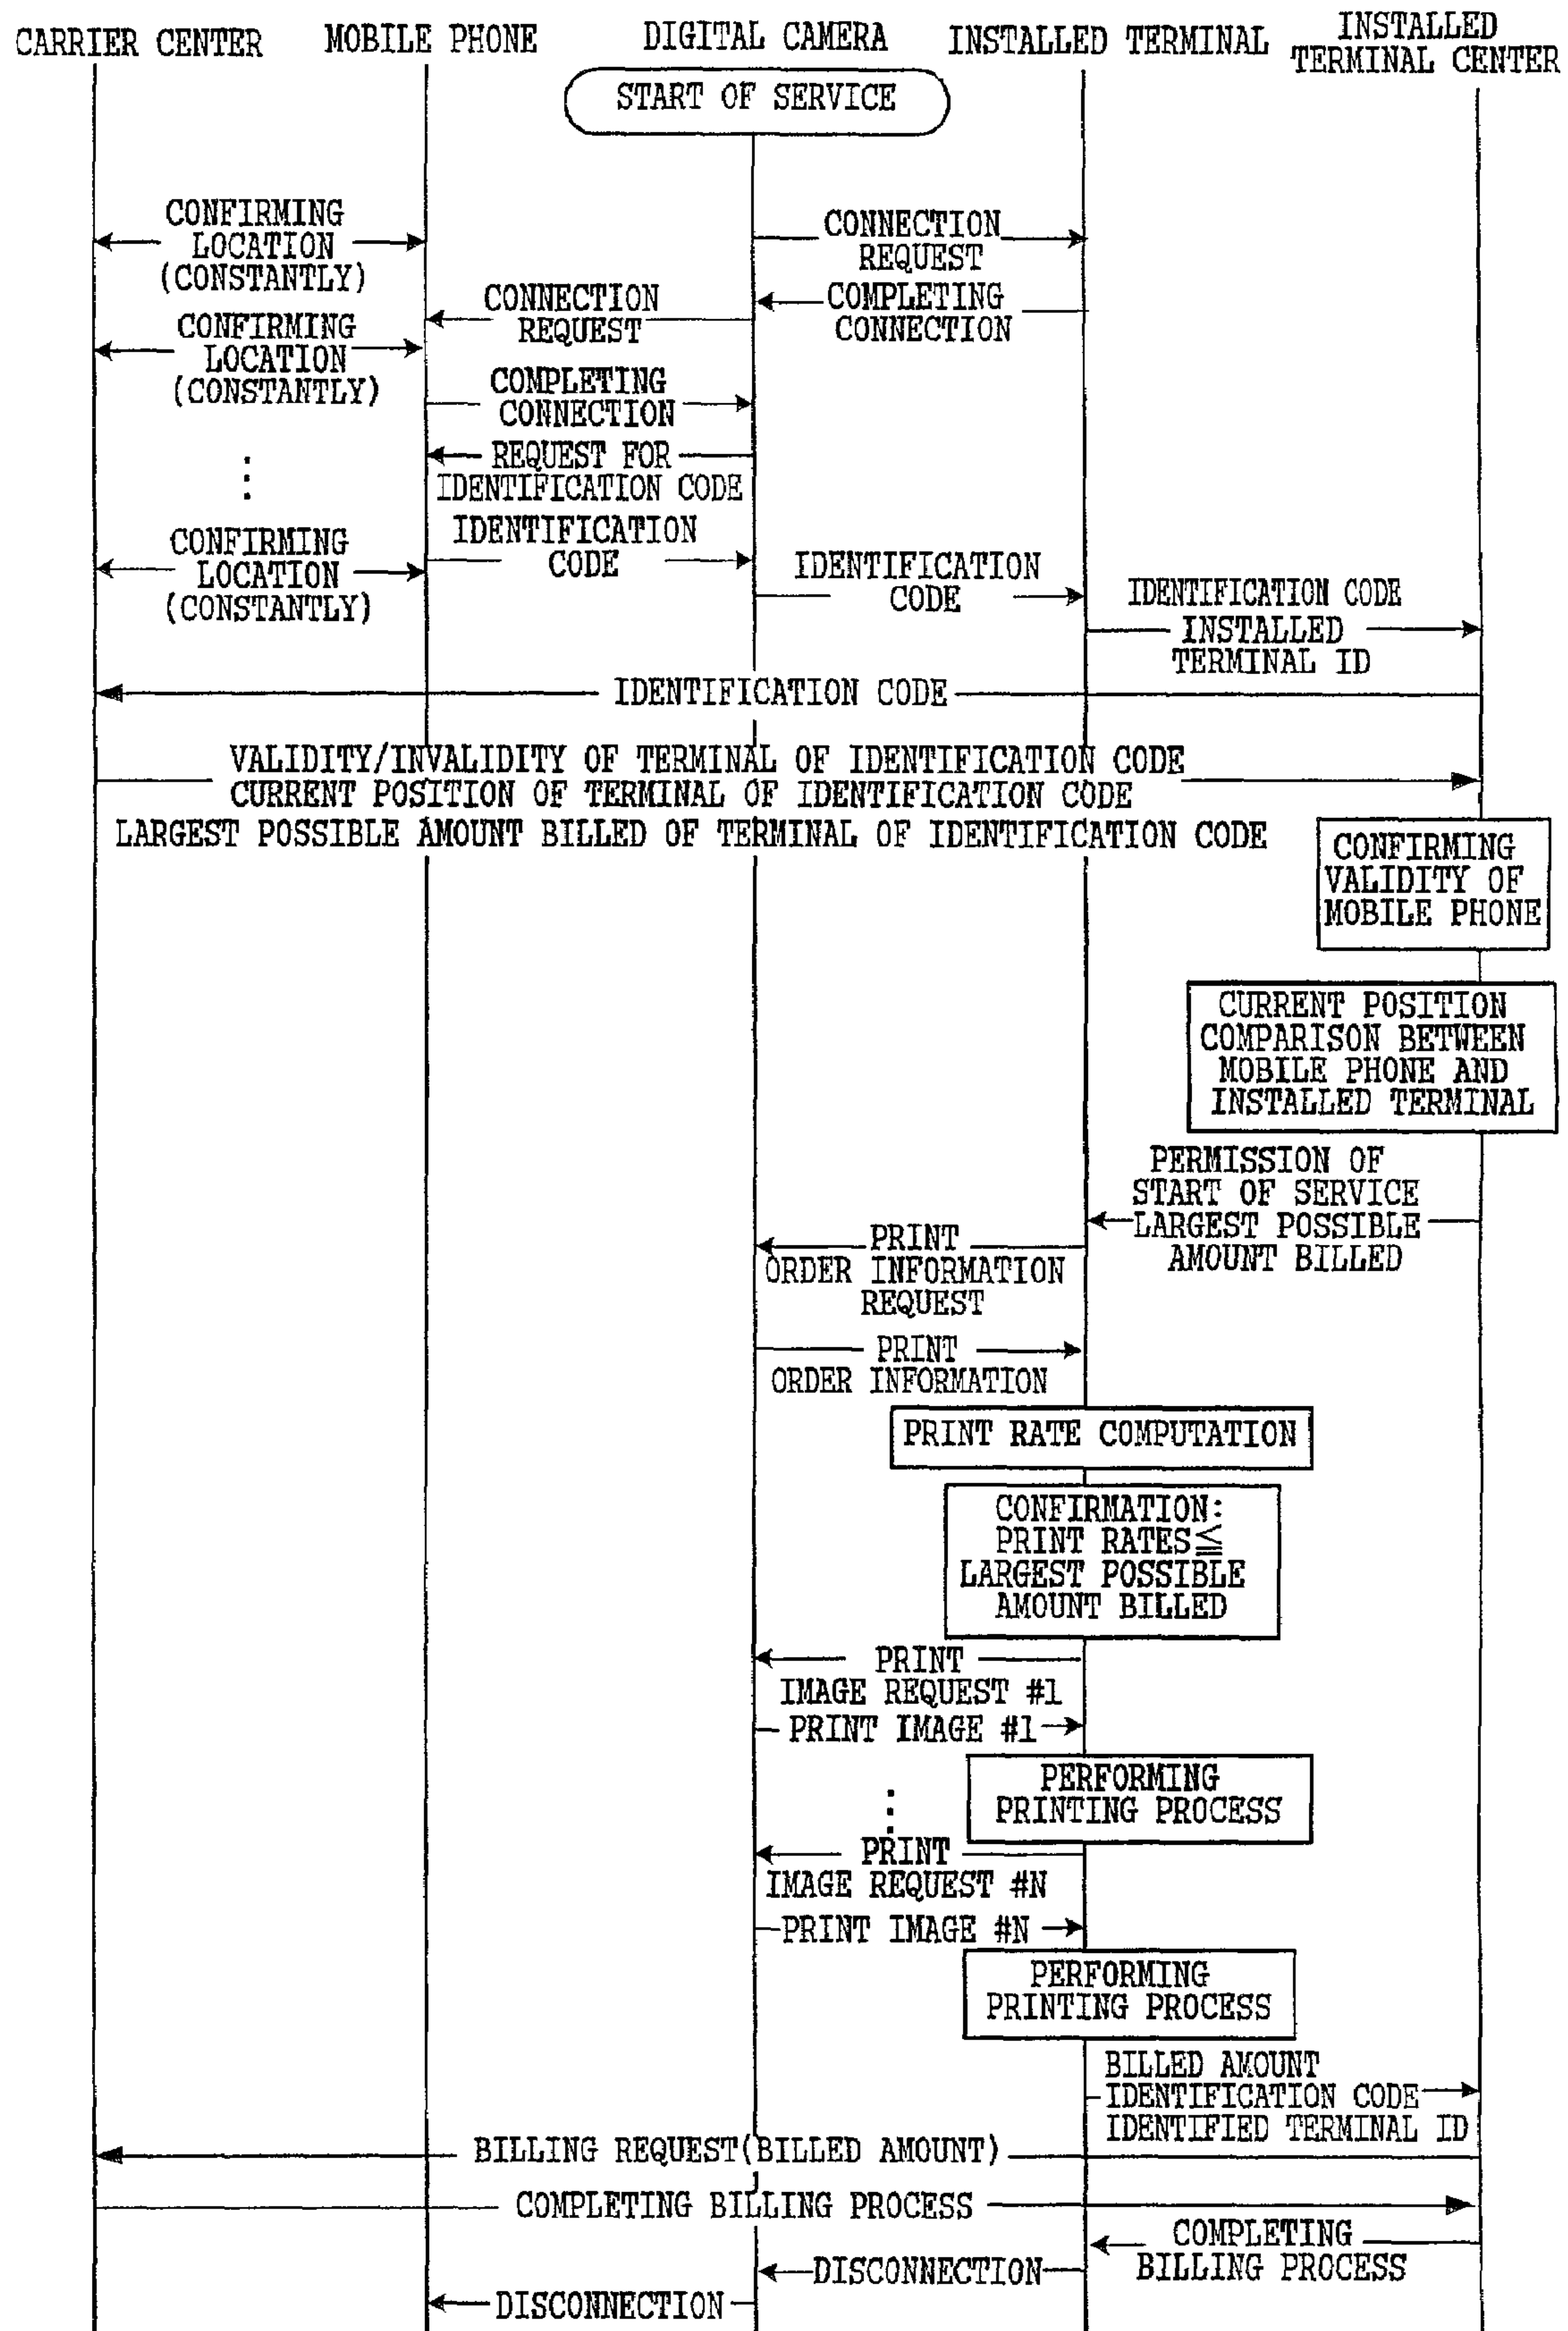 CARRIER CENTER
MOBILE PHONE
DIGITAL CAMERA
INSTALLED TERMINAL
INSTALLED
TERMINAL CENTER
START OF SERVICE
CONFIRMING
LOCATION
(CONSTANTLY)
CONNECTION
REQUEST
COMPLETING
CONNECTION
CONNECTION
REQUEST
CONFIRMING
LOCATION
(CONSTANTLY)
COMPLETING
CONNECTION
REQUEST FOR
IDENTIFICATION CODE
IDENTIFICATION
CODE
CONFIRMING
LOCATION
(CONSTANTLY)
IDENTIFICATION
CODE
IDENTIFICATION CODE
INSTALLED
TERMINAL ID
IDENTIFICATION CODE
VALIDITY/INVALIDITY OF TERMINAL OF IDENTIFICATION CODE
CURRENT POSITION OF TERMINAL OF IDENTIFICATION CODE
LARGEST POSSIBLE AMOUNT BILLED OF TERMINAL OF IDENTIFICATION CODE
CONFIRMING
VALIDITY OF
MOBILE PHONE
CURRENT POSITION
COMPARISON BETWEEN
MOBILE PHONE AND
INSTALLED TERMINAL
PERMISSION OF
START OF SERVICE
LARGEST POSSIBLE
AMOUNT BILLED
PRINT
ORDER INFORMATION
REQUEST
PRINT
ORDER INFORMATION
PRINT RATE COMPUTATION
CONFIRMATION:
PRINT RATES≦
LARGEST POSSIBLE
AMOUNT BILLED
PRINT
IMAGE REQUEST #1
PRINT IMAGE #1
PERFORMING
PRINTING PROCESS
PRINT
IMAGE REQUEST #N
PRINT IMAGE #N
PERFORMING
PRINTING PROCESS
BILLED AMOUNT
IDENTIFICATION CODE
IDENTIFIED TERMINAL ID
BILLING REQUEST(BILLED AMOUNT)
COMPLETING BILLING PROCESS
COMPLETING
BILLING PROCESS
DISCONNECTION
DISCONNECTION